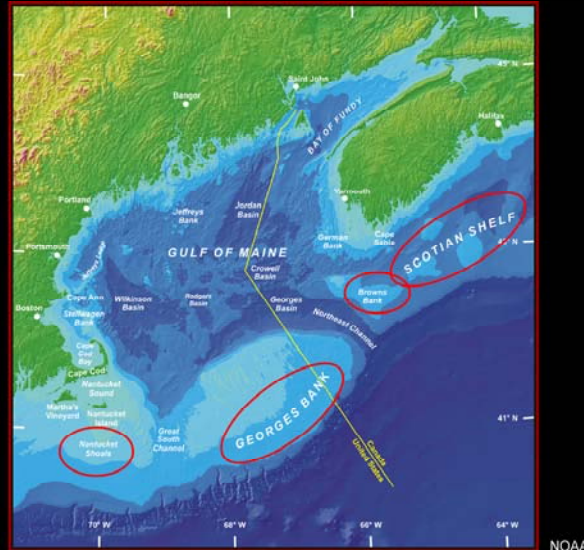 Saint John
45° N
Bangor
BAY OF FUNDY
Halifax
Yarmouth
Portland
Jordan
Basin
Jeffreys
Bank
German
Bank
Cape
Sable
SCOTIAN SHELF
Portsmouth
Jeffreys Ledge
GULF OF MAINE
Crowell
Basin
Browns
Bank
Cape Ann
Wilkinson
Basin
Rodgers
Basin
Georges
Basin
Northeast Channel
Boston
Stellwagen
Bank
Cape
Cod
Bay
Cape Cod
Nantucket
Sound
Martha's
Vineyard
Nantucket
Island
Great
South
Channel
GEORGES BANK
41° N
Nantucket
Shoals
Canada
United States
70° W
68° W
66° W
64° W
NOAA